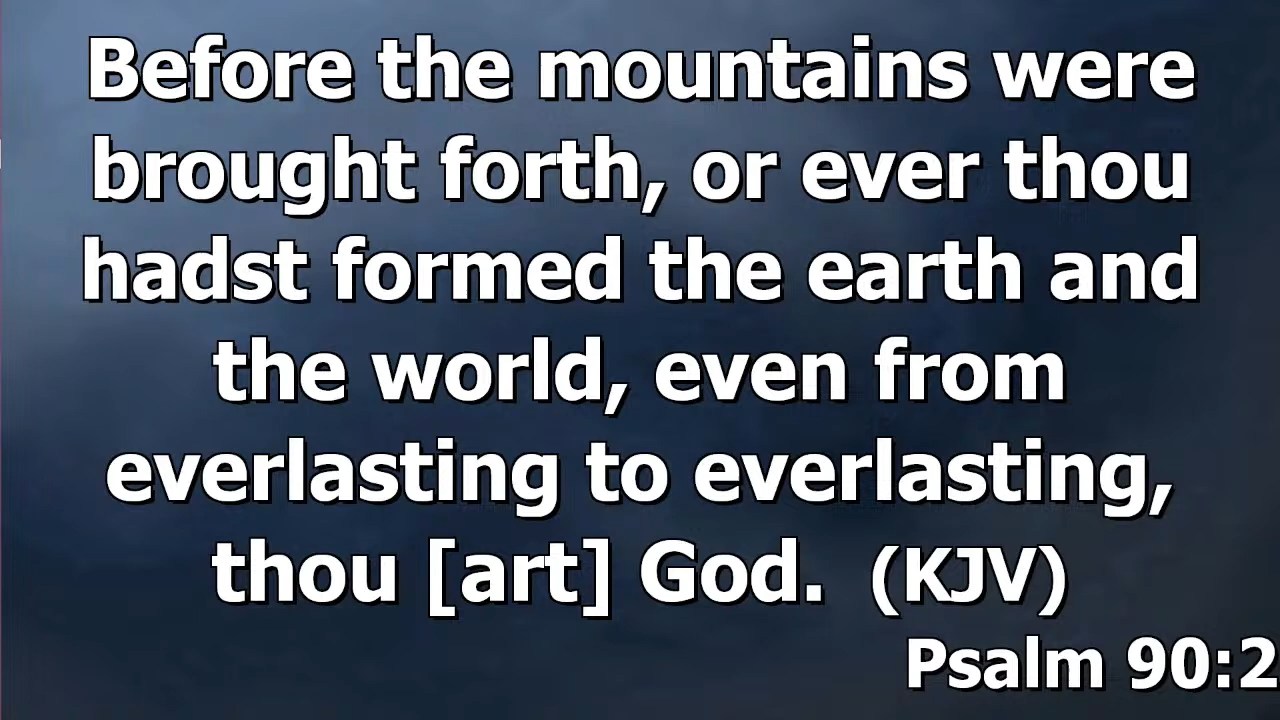 Before the mountains were
brought forth, or ever thou
hadst formed the earth and
the world, even from
everlasting to everlasting,
thou [art] God. (KJV)
Psalm 90:2